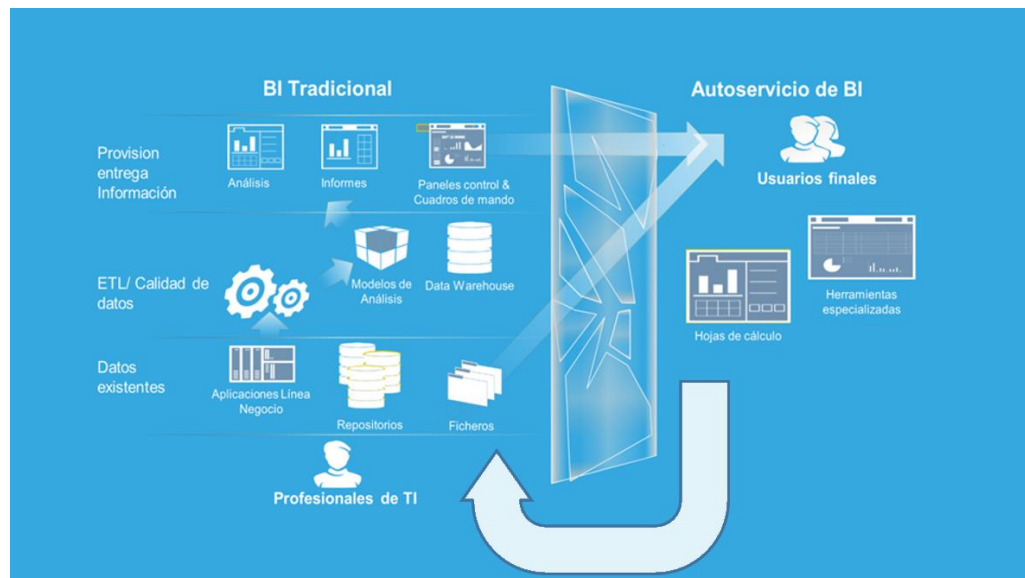 BI Tradicional
Autoservicio de BI
Provision
entrega
Información
Análisis
Informes
Paneles control &
Cuadros de mando
Usuarios finales
ETL/ Calidad de
datos
Modelos de
Análisis
Data Warehouse
Herramientas
especializadas
Hojas de cálculo
Datos
existentes
Aplicaciones Línea
Negocio
Repositorios
Ficheros
Profesionales de TI